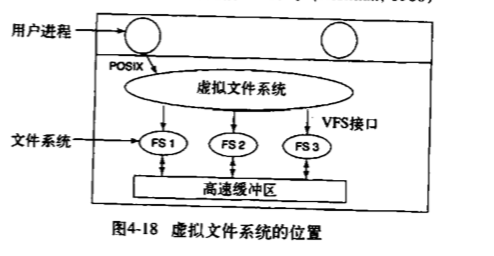 用户进程
POSIX
虚拟文件系统
VFS接口
文件系统
FS 1
FS 2
FS 3
高速缓冲区
图4-18 虚拟文件系统的位置